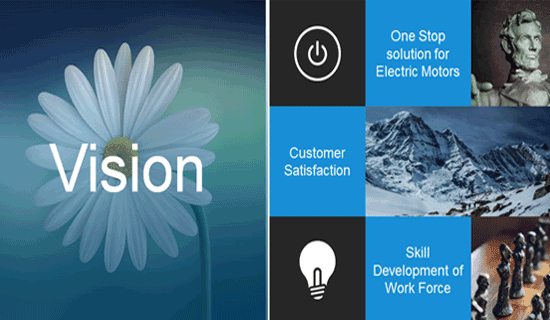 Vision
One Stop
solution for
Electric Motors
Customer
Satisfaction
Skill
Development of
Work Force